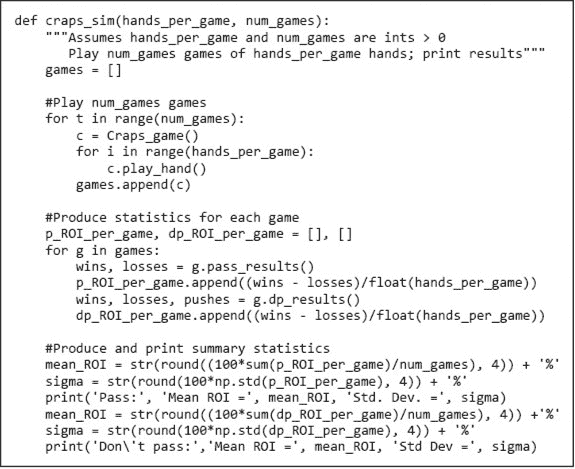 def craps_sim(hands_per_game, num_games):
    """Assumes hands_per_game and num_games are ints > 0
       Play num_games games of hands_per_game hands; print results"""
    games = []

    #Play num_games games
    for t in range(num_games):
        c = Craps_game()
        for i in range(hands_per_game):
            c.play_hand()
        games.append(c)

    #Produce statistics for each game
    p_ROI_per_game, dp_ROI_per_game = [], []
    for g in games:
        wins, losses = g.pass_results()
        p_ROI_per_game.append((wins - losses)/float(hands_per_game))
        wins, losses, pushes = g.dp_results()
        dp_ROI_per_game.append((wins - losses)/float(hands_per_game))

    #Produce and print summary statistics
    mean_ROI = str(round((100*sum(p_ROI_per_game)/num_games), 4)) + '%'
    sigma = str(round(100*np.std(p_ROI_per_game), 4)) + '%'
    print('Pass:', 'Mean ROI =', mean_ROI, 'Std. Dev. =', sigma)
    mean_ROI = str(round((100*sum(dp_ROI_per_game)/num_games), 4)) +'%'
    sigma = str(round(100*np.std(dp_ROI_per_game), 4)) + '%'
    print('Don\'t pass:','Mean ROI =', mean_ROI, 'Std Dev =', sigma)